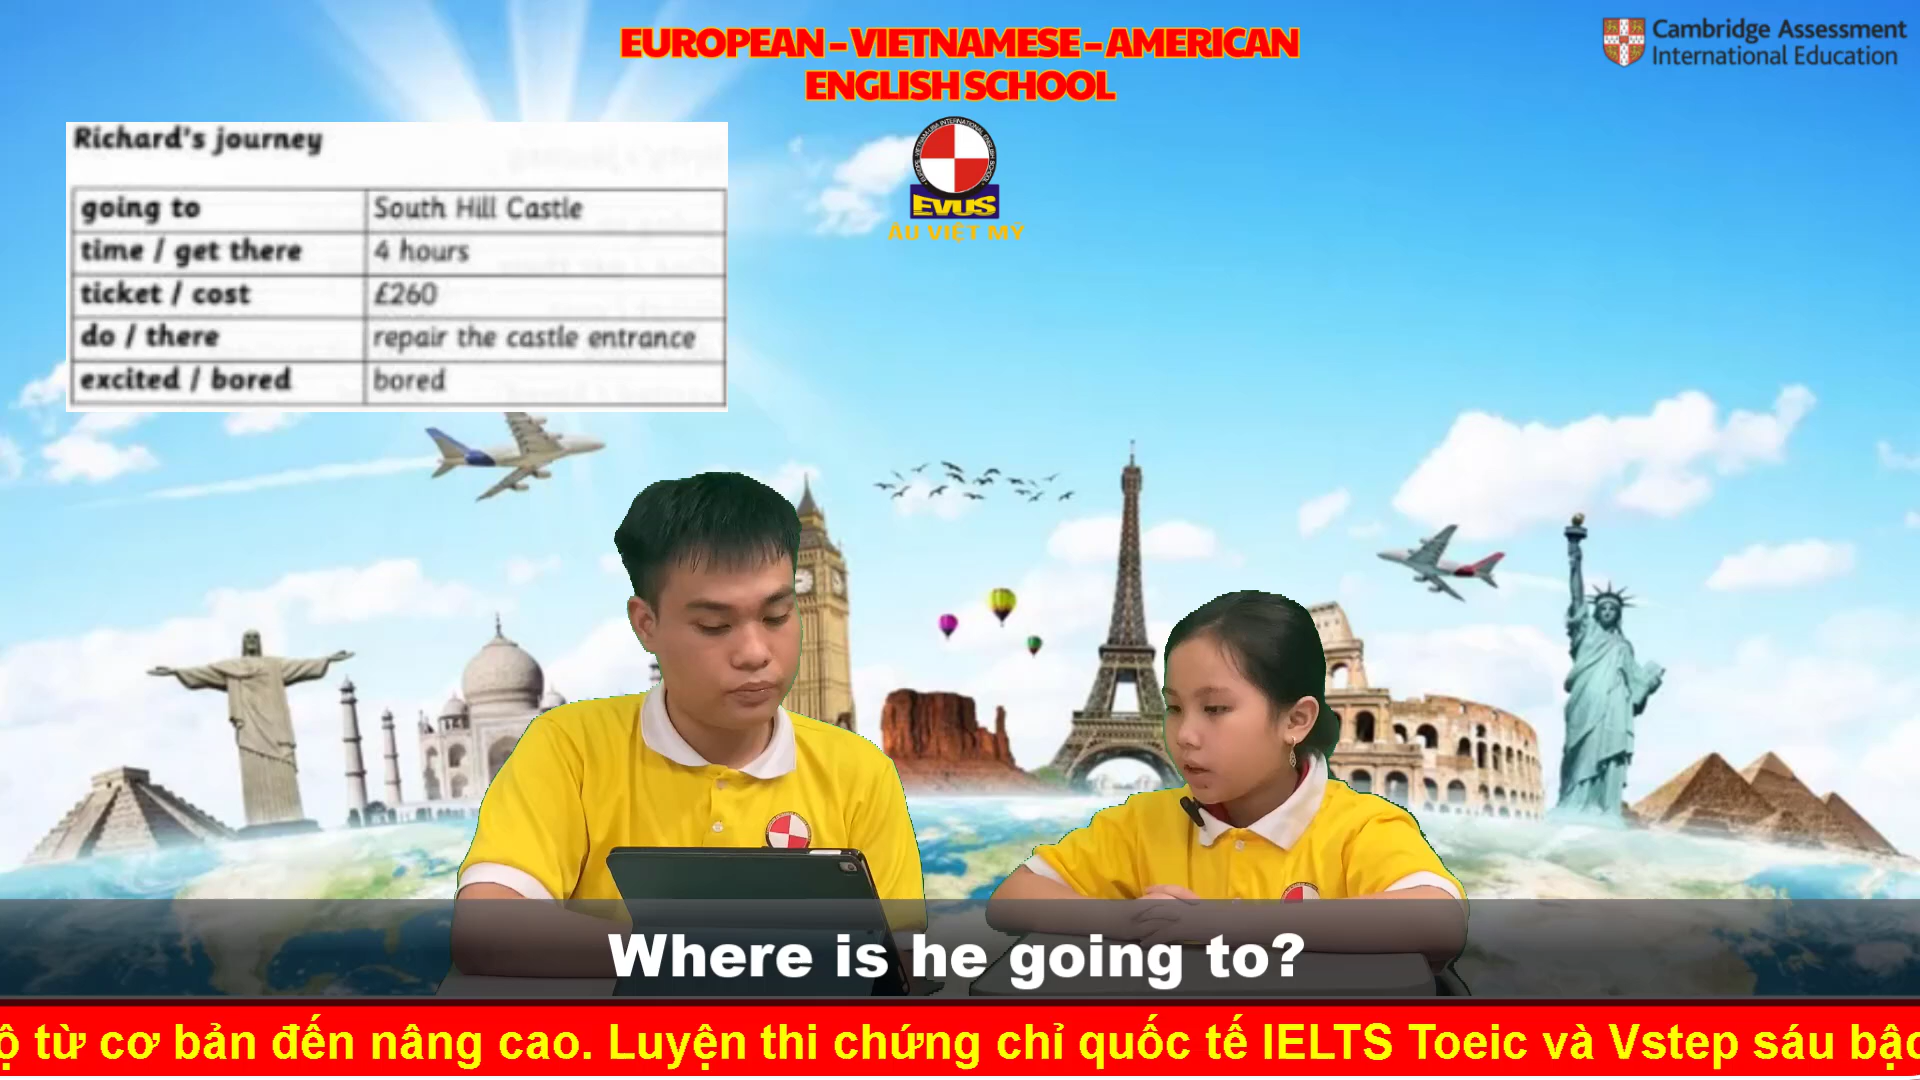 EUROPEAN - VIETNAMESE - AMERICAN
ENGLISH SCHOOL
Cambridge Assessment
International Education
EVUS
ÂU VIỆT MỸ
Richard's journey
going to South Hill Castle
time / get there 4 hours
ticket / cost £260
do / there repair the castle entrance
excited / bored bored
Where is he going to?
ộ từ cơ bản đến nâng cao. Luyện thi chứng chỉ quốc tế IELTS Toeic và Vstep sáu bậc